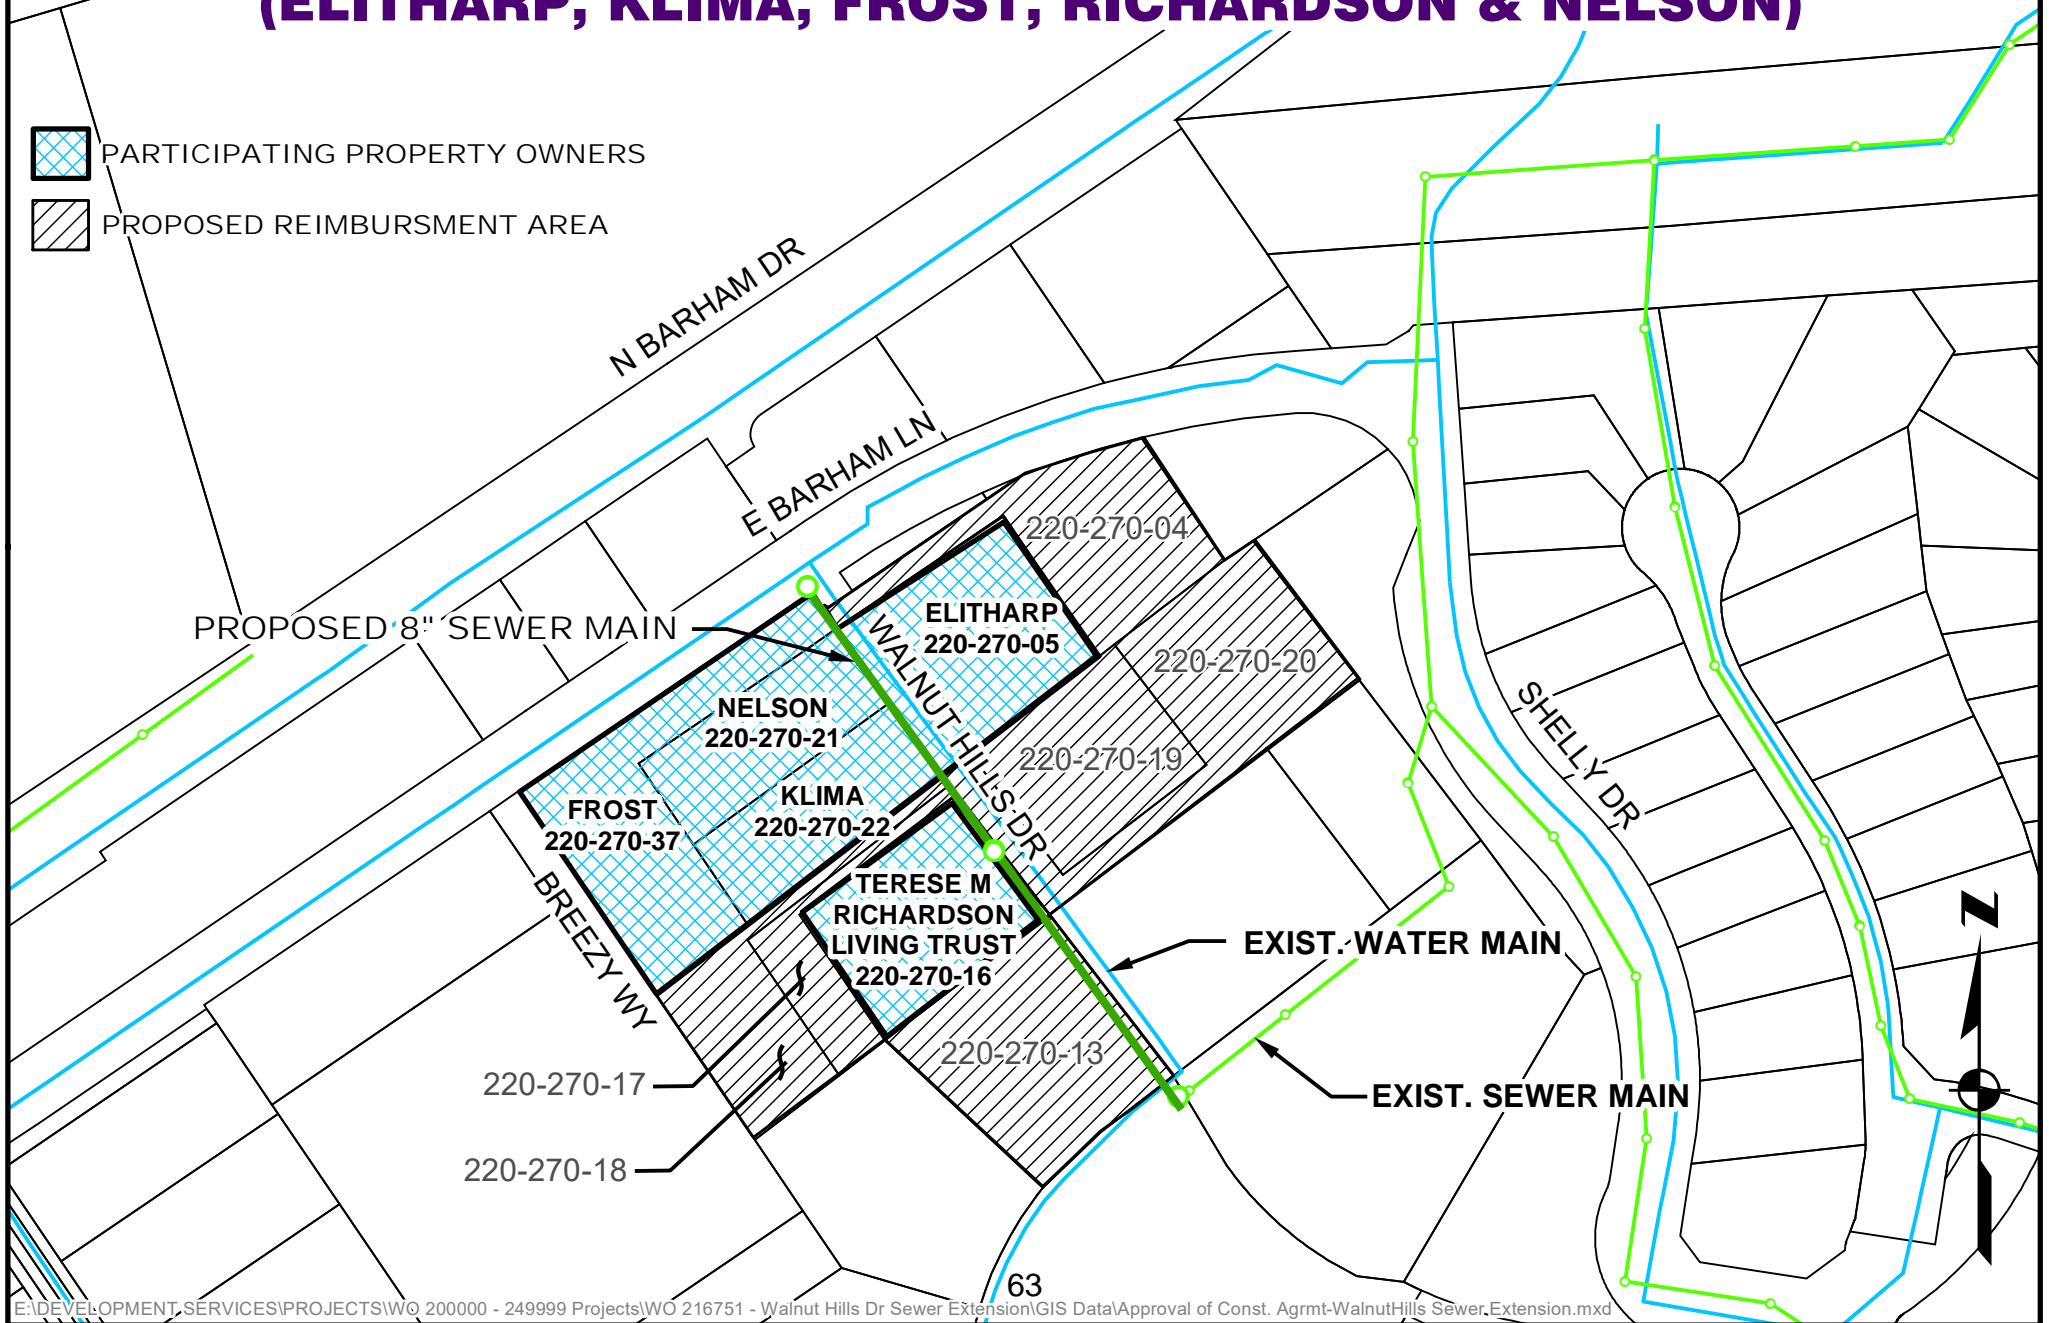 (ELITHARP, KLIMA, FROST, RICHARDSON & NELSON)
PARTICIPATING PROPERTY OWNERS
PROPOSED REIMBURSMENT AREA
N BARHAM DR
E BARHAM LN
220-270-04
PROPOSED 8" SEWER MAIN
ELITHARP
220-270-05
WALNUT HILLS DR
220-270-20
NELSON
220-270-21
220-270-19
SHELLY DR
KLIMA
220-270-22
FROST
220-270-37
BREEZY WY
TERESE M
RICHARDSON
LIVING TRUST
220-270-16
EXIST. WATER MAIN
Z
220-270-13
220-270-17
EXIST. SEWER MAIN
220-270-18
63
E:\DEVELOPMENT SERVICES\PROJECTS\WO 200000 - 249999 Projects\WO 216751 - Walnut Hills Dr Sewer Extension\GIS Data\Approval of Const. Agrmt-WalnutHills Sewer Extension.mxd